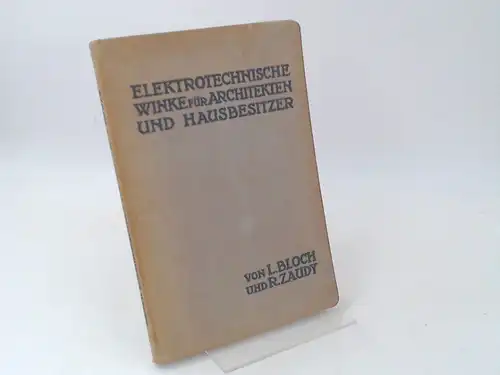 ELEKTROTECHNISCHE
WINKE FÜR ARCHITEKTEN
UND HAUSBESITZER
VON L. BLOCH
UND R. ZAUDY